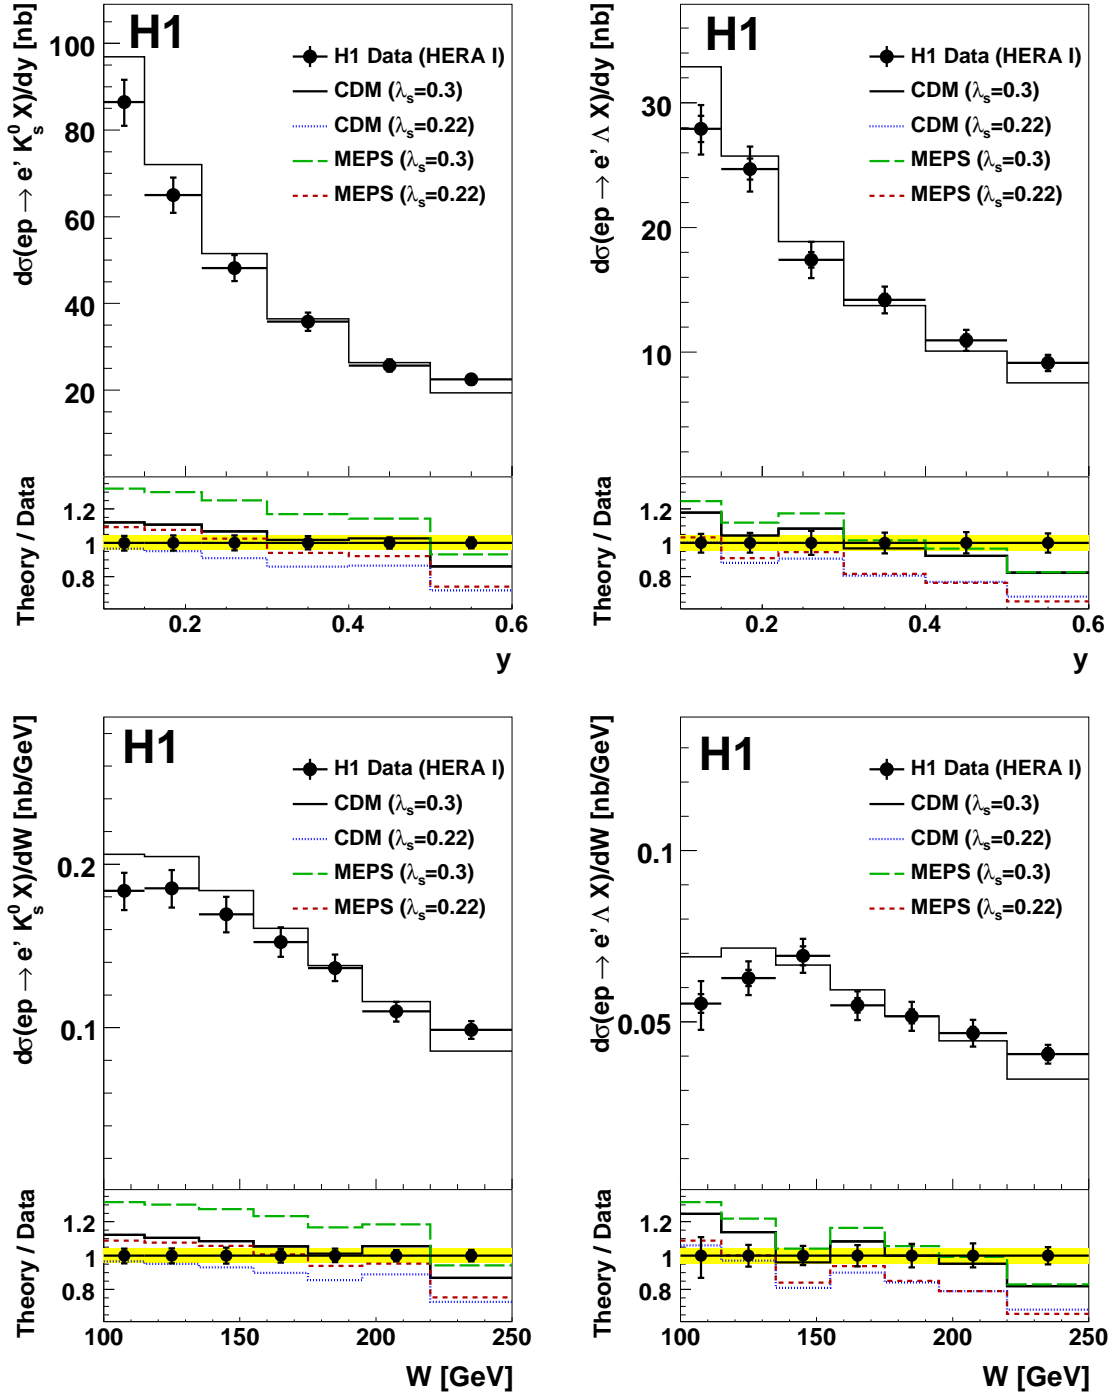 H1
dσ(ep → e' K⁰ₛ X)/dy [nb]
100
80
60
40
20
H1 Data (HERA I)
CDM (λₛ=0.3)
CDM (λₛ=0.22)
MEPS (λₛ=0.3)
MEPS (λₛ=0.22)
Theory / Data
1.2
1
0.8
0.2 0.4 0.6
y
H1
dσ(ep → e' Λ X)/dy [nb]
30
20
10
H1 Data (HERA I)
CDM (λₛ=0.3)
CDM (λₛ=0.22)
MEPS (λₛ=0.3)
MEPS (λₛ=0.22)
Theory / Data
1.2
1
0.8
0.2 0.4 0.6
y
H1
dσ(ep → e' K⁰ₛ X)/dW [nb/GeV]
0.2
0.1
H1 Data (HERA I)
CDM (λₛ=0.3)
CDM (λₛ=0.22)
MEPS (λₛ=0.3)
MEPS (λₛ=0.22)
Theory / Data
1.2
1
0.8
100 150 200 250
W [GeV]
H1
dσ(ep → e' Λ X)/dW [nb/GeV]
0.1
0.05
H1 Data (HERA I)
CDM (λₛ=0.3)
CDM (λₛ=0.22)
MEPS (λₛ=0.3)
MEPS (λₛ=0.22)
Theory / Data
1.2
1
0.8
100 150 200 250
W [GeV]